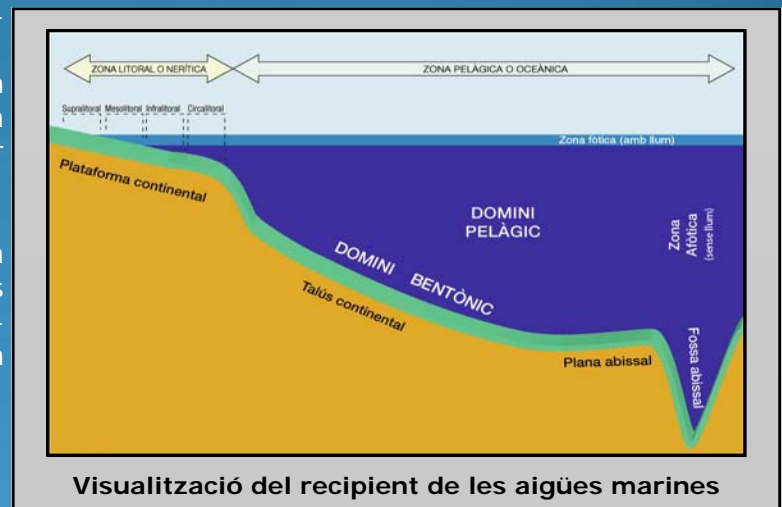 ZONA LITORAL O NERÍTICA
ZONA PELÀGICA O OCEÀNICA
Supralitoral Mesolitoral Infralitoral Circalitoral
Zona fòtica (amb llum)
Plataforma continental
DOMINI
PELÀGIC
Zona
Afòtica
(sense llum)
DOMINI BENTÒNIC
Talús continental
Plana abissal
Fossa abissal
Visualització del recipient de les aigües marines